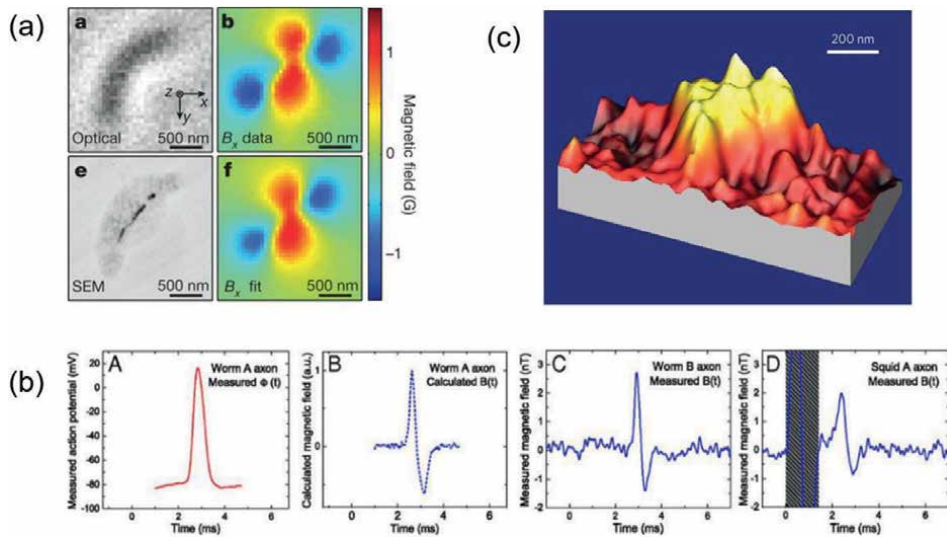 (a)
a
z
x
y
Optical
500 nm
b
Bx data
500 nm
e
SEM
500 nm
f
Bx fit
500 nm
1
0
−1
Magnetic field (G)
(c)
200 nm
(b)
A
Worm A axon
Measured Φ (t)
Measured action potential (mV)
20
0
-20
-40
-60
-80
-100
0 2 4 6
Time (ms)
B
Worm A axon
Calculated B(t)
Calculated magnetic field (a.u.)
1
0
0 2 4 6
Time (ms)
C
Worm B axon
Measured B(t)
Measured magnetic field (nT)
3
2
1
0
-1
-2
0 2 4 6
Time (ms)
D
Squid A axon
Measured B(t)
Measured magnetic field (nT)
3
2
1
0
-1
-2
0 2 4 6
Time (ms)